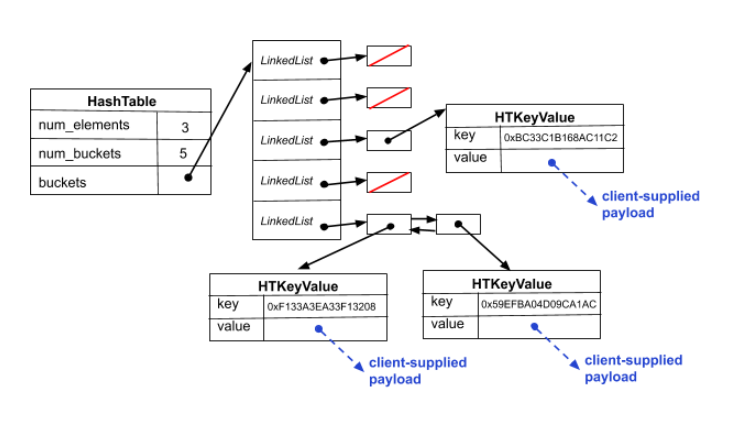 HashTable
num_elements 3
num_buckets 5
buckets
LinkedList
LinkedList
LinkedList
LinkedList
LinkedList
HTKeyValue
key 0xBC33C1B168AC11C2
value
client-supplied
payload
HTKeyValue
key 0xF133A3EA33F13208
value
client-supplied
payload
HTKeyValue
key 0x59EFBA04D09CA1AC
value
client-supplied
payload